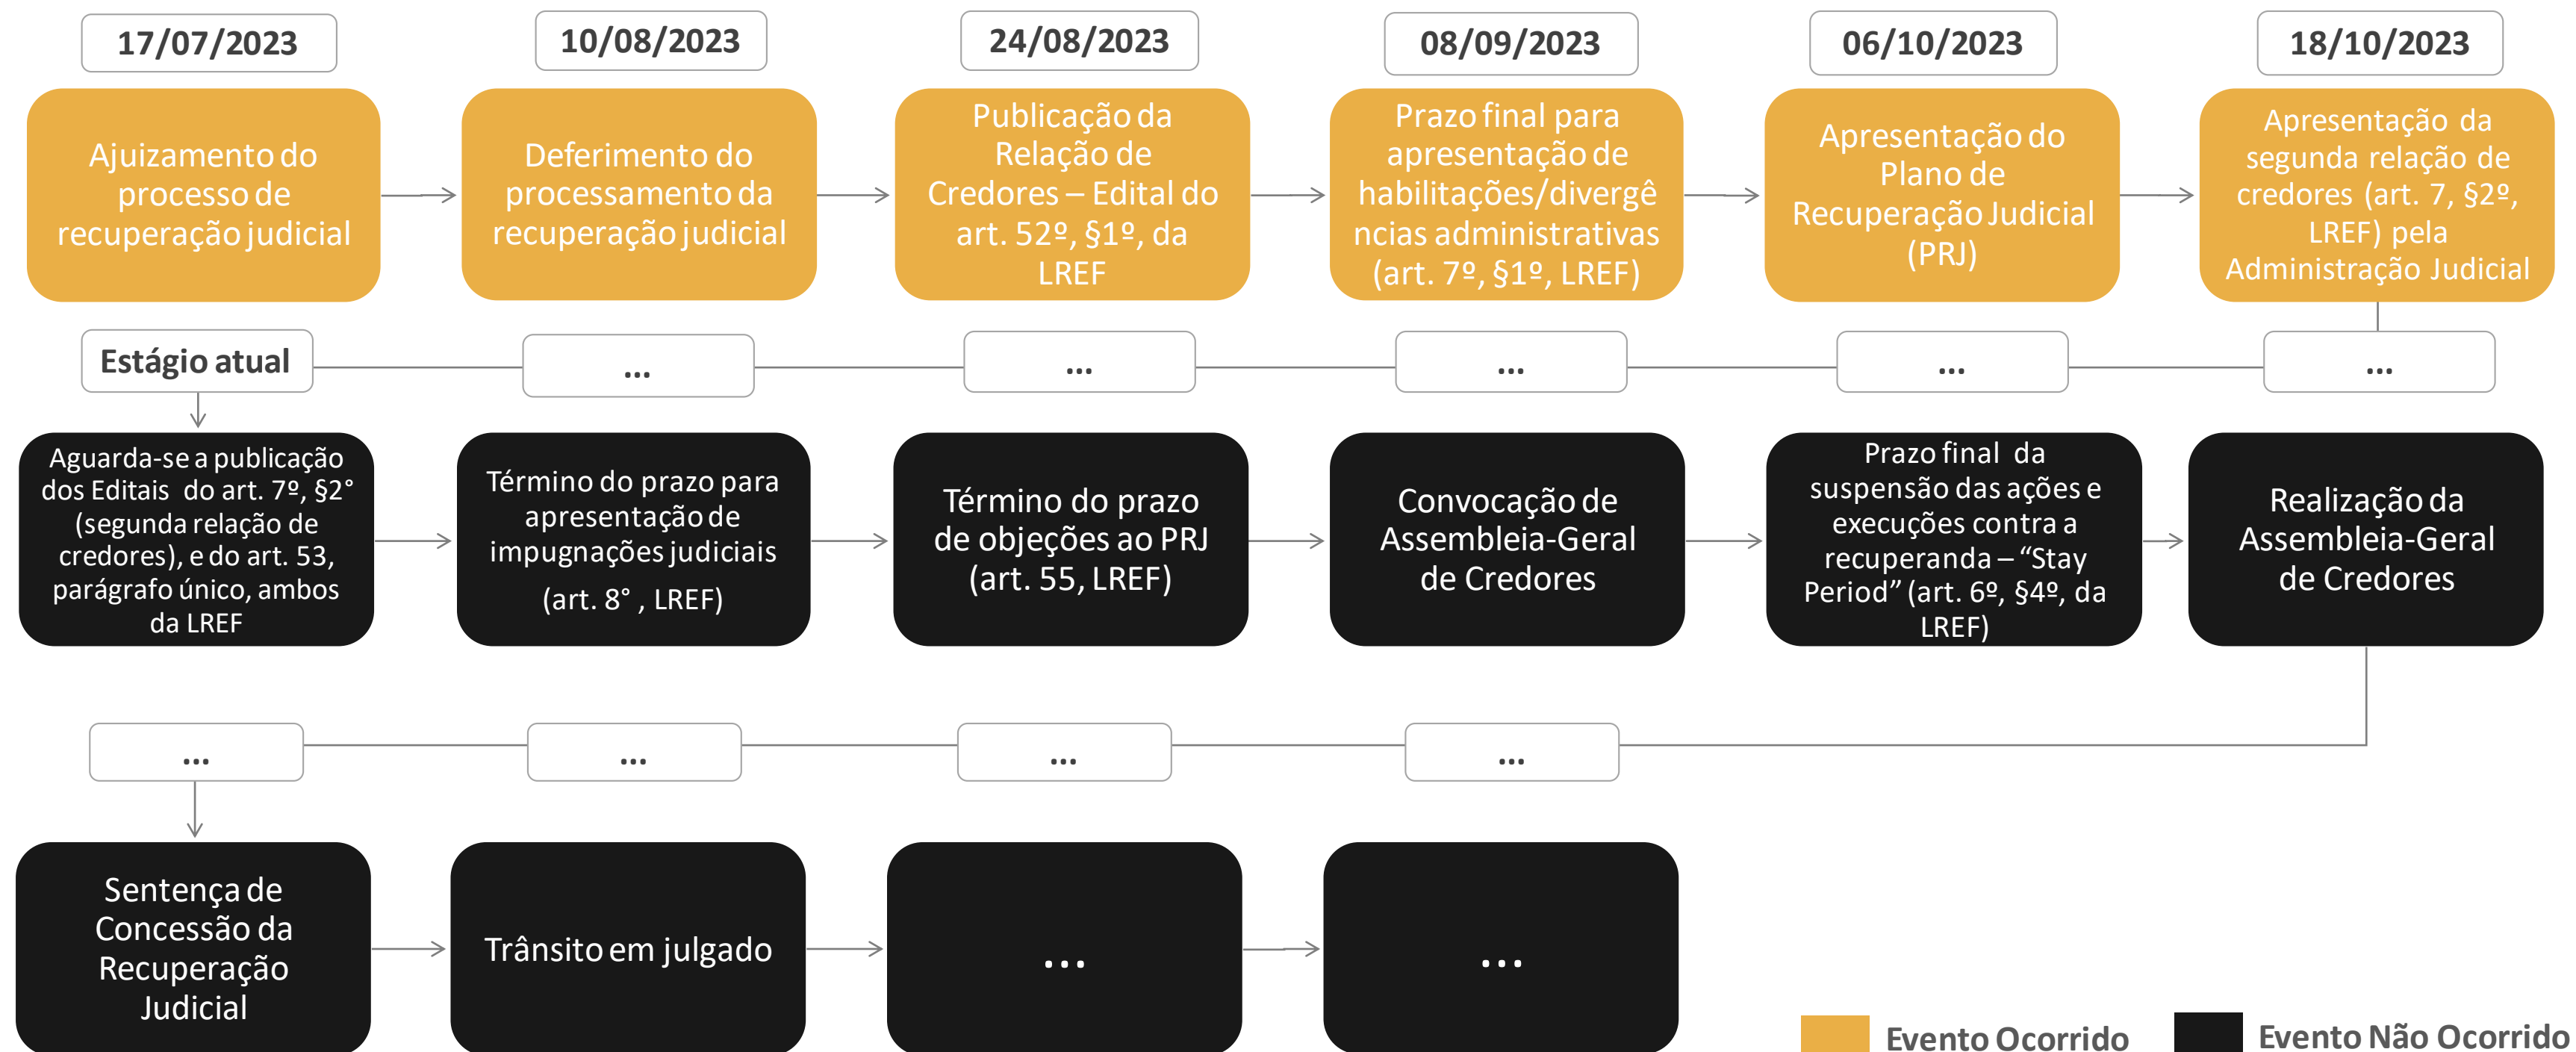 17/07/2023
10/08/2023
24/08/2023
08/09/2023
06/10/2023
18/10/2023
Ajuizamento do
processo de
recuperação judicial
Deferimento do
processamento da
recuperação judicial
Publicação da
Relação de
Credores – Edital do
art. 52º, §1º, da
LREF
Prazo final para
apresentação de
habilitações/divergê
ncias administrativas
(art. 7º, §1º, LREF)
Apresentação do
Plano de
Recuperação Judicial
(PRJ)
Apresentação da
segunda relação de
credores (art. 7, §2º,
LREF) pela
Administração Judicial
Estágio atual
...
...
...
...
...
Aguarda-se a publicação
dos Editais do art. 7º, §2°
(segunda relação de
credores), e do art. 53,
parágrafo único, ambos
da LREF
Término do prazo para
apresentação de
impugnações judiciais
(art. 8° , LREF)
Término do prazo
de objeções ao PRJ
(art. 55, LREF)
Convocação de
Assembleia-Geral
de Credores
Prazo final da
suspensão das ações e
execuções contra a
recuperanda – “Stay
Period” (art. 6º, §4º, da
LREF)
Realização da
Assembleia-Geral
de Credores
...
...
...
...
Sentença de
Concessão da
Recuperação
Judicial
Trânsito em julgado
...
...
Evento Ocorrido
Evento Não Ocorrido